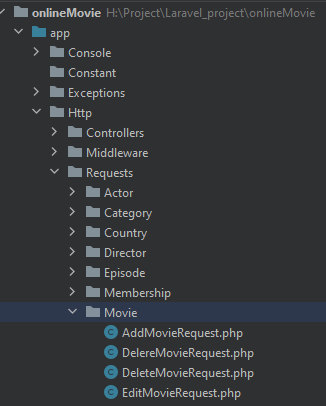 onlineMovie H:\Project\Laravel_project\onlineMovie
app
Console
Constant
Exceptions
Http
Controllers
Middleware
Requests
Actor
Category
Country
Director
Episode
Membership
Movie
AddMovieRequest.php
DelereMovieRequest.php
DeleteMovieRequest.php
EditMovieRequest.php